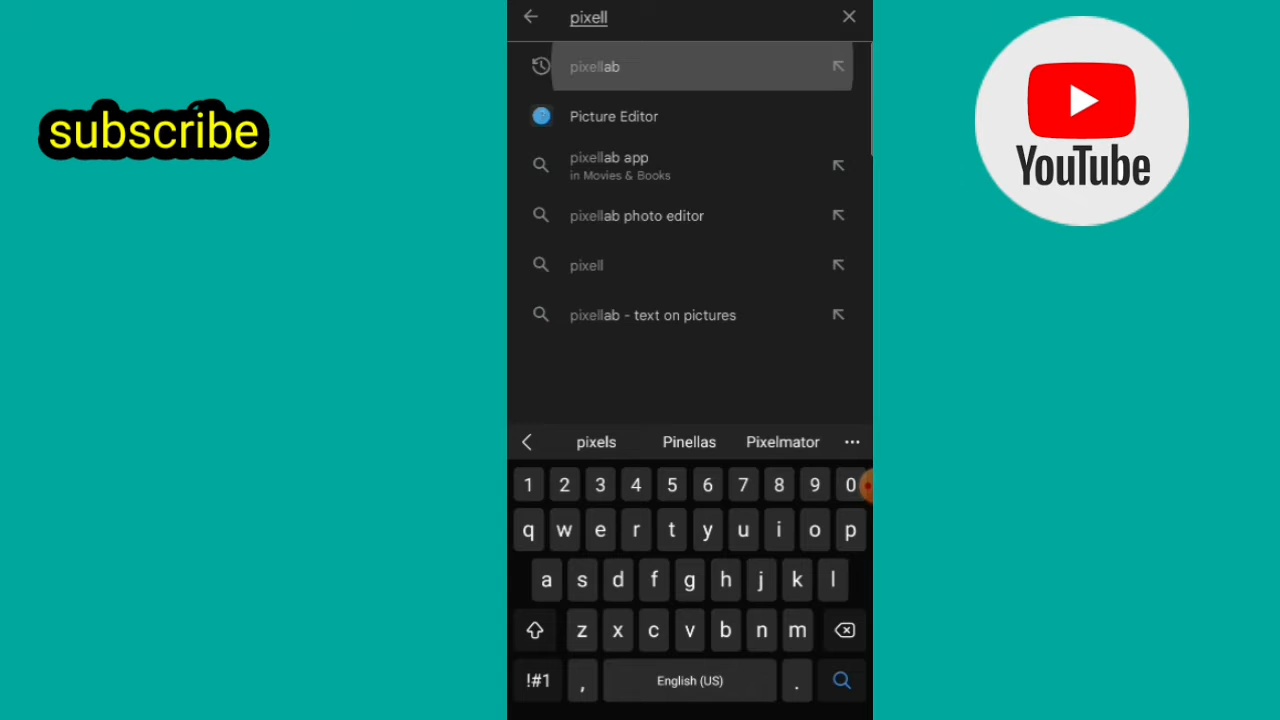 pixell
subscribe
pixellab
Picture Editor
pixellab app
in Movies & Books
pixellab photo editor
pixell
pixellab - text on pictures
YouTube
pixels Pinellas Pixelmator ...
1 2 3 4 5 6 7 8 9 0
q w e r t y u i o p
a s d f g h j k l
z x c v b n m
!#1 , English (US) .